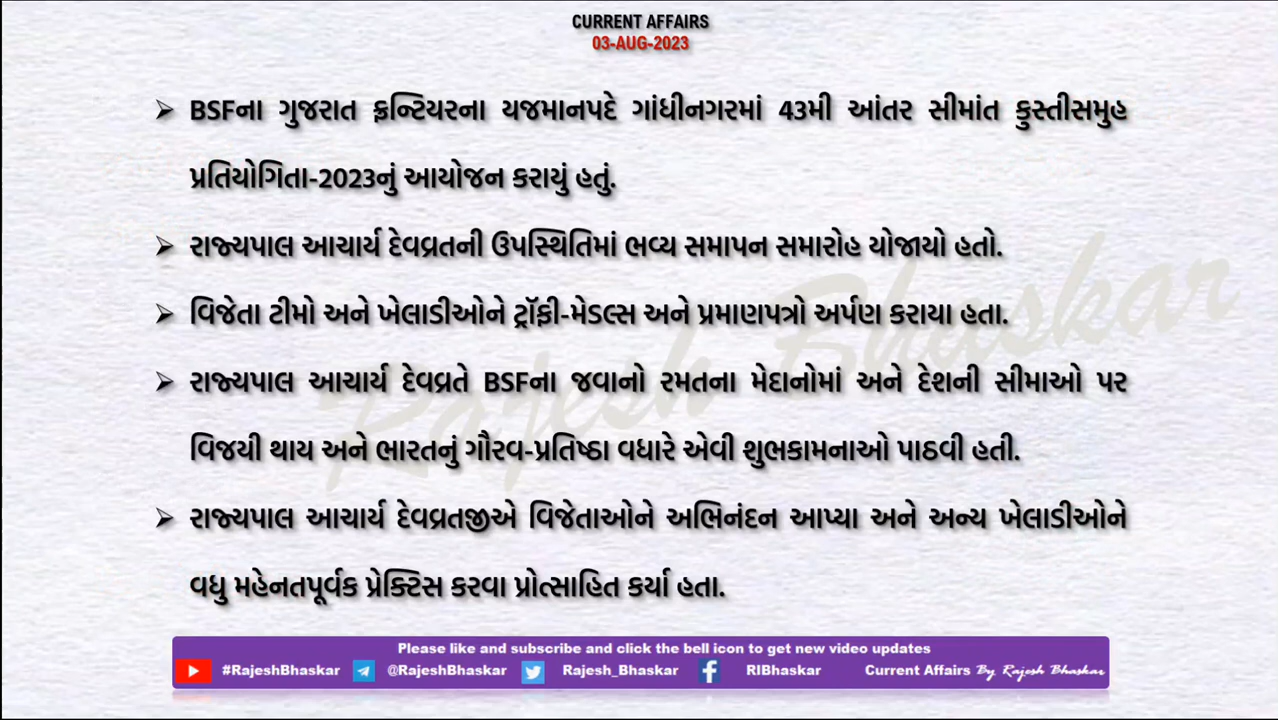 CURRENT AFFAIRS
03-AUG-2023
➢ BSFના ગુજરાત ફ્રન્ટિયરના યજમાનપદે ગાંધીનગરમાં 43મી આંતર સીમાંત કુસ્તીસમુહ
પ્રતિયોગિતા-2023નું આયોજન કરાયું હતું.
➢ રાજ્યપાલ આચાર્ય દેવવ્રતની ઉપસ્થિતિમાં ભવ્ય સમાપન સમારોહ યોજાયો હતો.
➢ વિજેતા ટીમો અને ખેલાડીઓને ટ્રૉફી-મેડલ્સ અને પ્રમાણપત્રો અર્પણ કરાયા હતા.
➢ રાજ્યપાલ આચાર્ય દેવવ્રતે BSFના જવાનો રમતના મેદાનોમાં અને દેશની સીમાઓ પર
વિજયી થાય અને ભારતનું ગૌરવ-પ્રતિષ્ઠા વધારે એવી શુભકામનાઓ પાઠવી હતી.
➢ રાજ્યપાલ આચાર્ય દેવવ્રતજીએ વિજેતાઓને અભિનંદન આપ્યા અને અન્ય ખેલાડીઓને
વધુ મહેનતપૂર્વક પ્રેક્ટિસ કરવા પ્રોત્સાહિત કર્યા હતા.
Rajesh Bhaskar
Please like and subscribe and click the bell icon to get new video updates
#RajeshBhaskar @RajeshBhaskar Rajesh_Bhaskar RIBhaskar Current Affairs By Rajesh Bhaskar